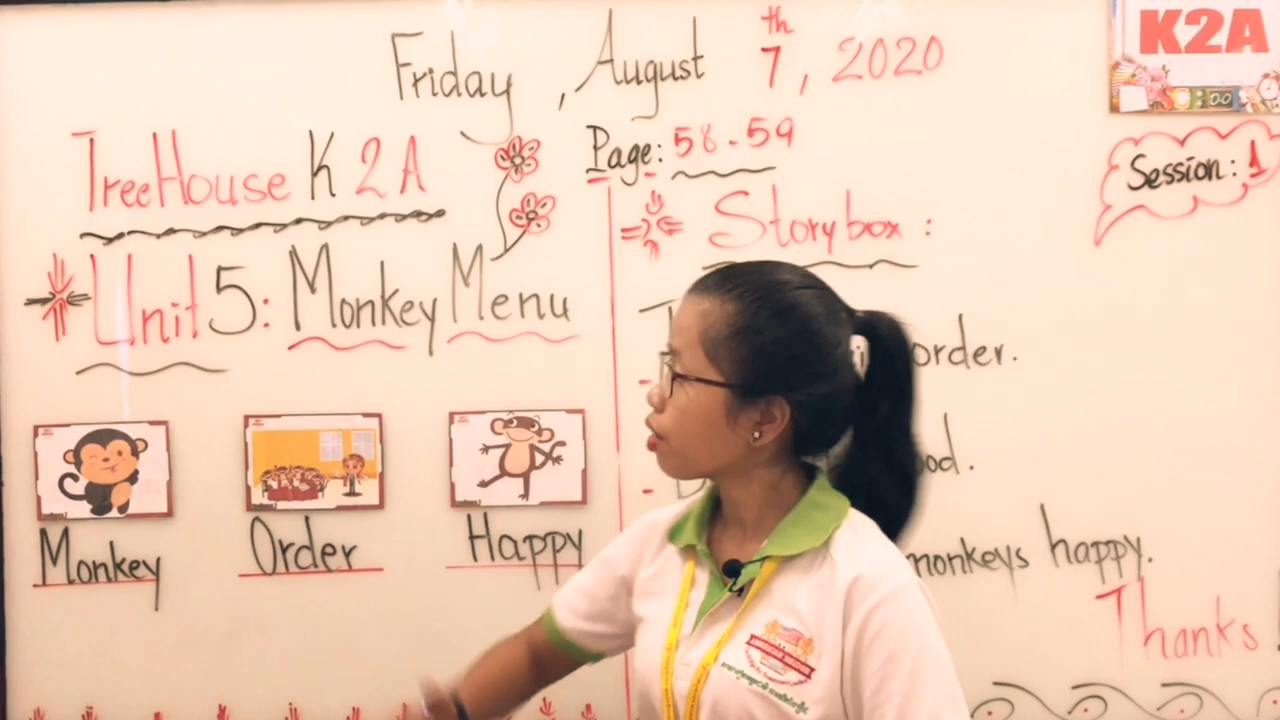 Friday, August 7th, 2020
TreeHouse K2A
Unit 5: Monkey Menu
Monkey
Order
Happy
Page: 58-59
Storybox:
order.
monkeys happy.
Thanks
K2A
Session: 1